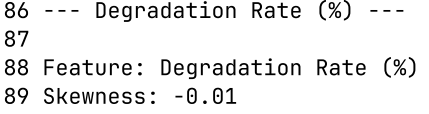 86 --- Degradation Rate (%) ---
87
88 Feature: Degradation Rate (%)
89 Skewness: -0.01